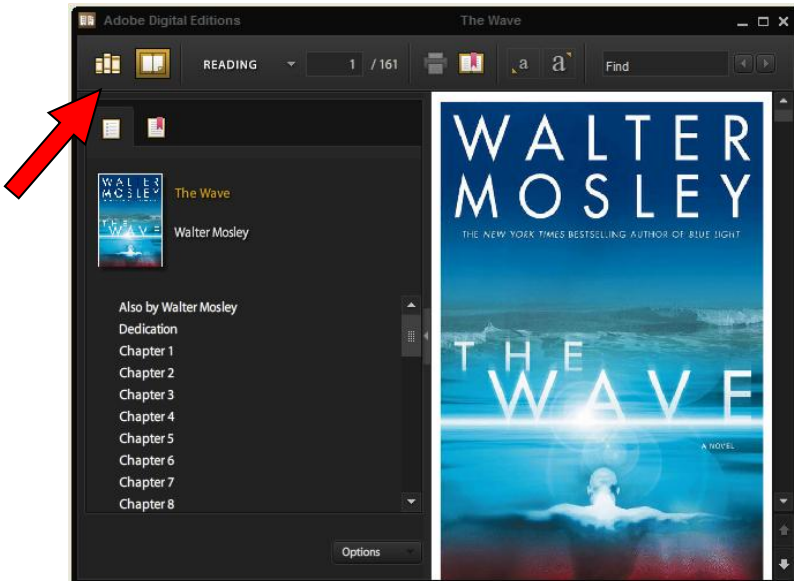 Adobe Digital Editions The Wave
READING 1 / 161 a a Find
WALTER
MOSLEY
THE WAVE
The Wave
Walter Mosley
Also by Walter Mosley
Dedication
Chapter 1
Chapter 2
Chapter 3
Chapter 4
Chapter 5
Chapter 6
Chapter 7
Chapter 8
Options
WALTER
MOSLEY
THE NEW YORK TIMES BESTSELLING AUTHOR OF BLUE LIGHT
THE
WAVE
A NOVEL